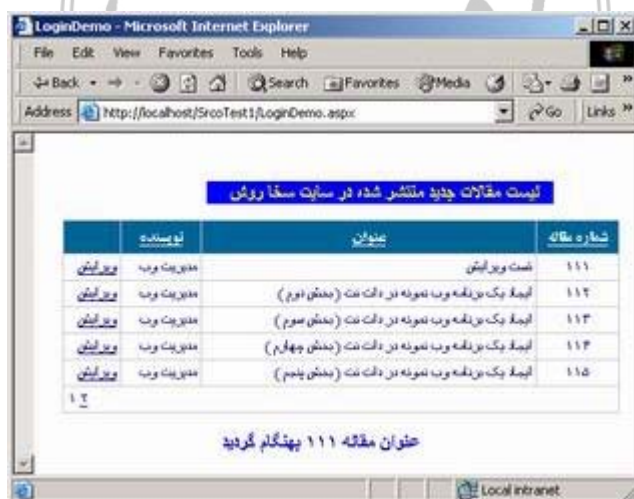 LoginDemo - Microsoft Internet Explorer
File Edit View Favorites Tools Help
Back Search Favorites Media
Address http://localhost/SrcoTest1/LoginDemo.aspx Go Links
لیست مقالات جدید منتشر شده در سایت سخا روش
شماره مقاله عنوان نویسنده
۱۱۱ تست ویرایش مدیریت وب ویرایش
۱۱۲ ایجاد یک برنامه وب نمونه در دات نت (بخش دوم) مدیریت وب ویرایش
۱۱۳ ایجاد یک برنامه وب نمونه در دات نت (بخش سوم) مدیریت وب ویرایش
۱۱۴ ایجاد یک برنامه وب نمونه در دات نت (بخش چهارم) مدیریت وب ویرایش
۱۱۵ ایجاد یک برنامه وب نمونه در دات نت (بخش پنجم) مدیریت وب ویرایش
۱ ۲
عنوان مقاله ۱۱۱ بهنگام گردید
Local intranet